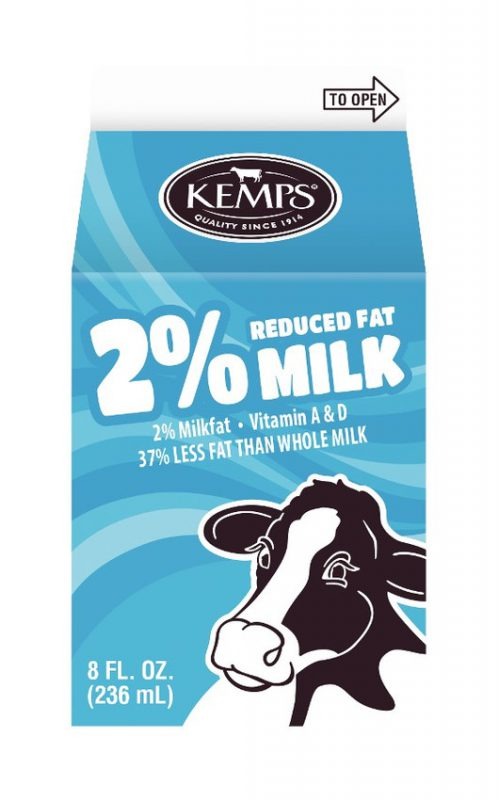 TO OPEN
KEMPS®
QUALITY SINCE 1914
2% REDUCED FAT
MILK
2% Milkfat • Vitamin A & D
37% LESS FAT THAN WHOLE MILK
8 FL. OZ.
(236 mL)